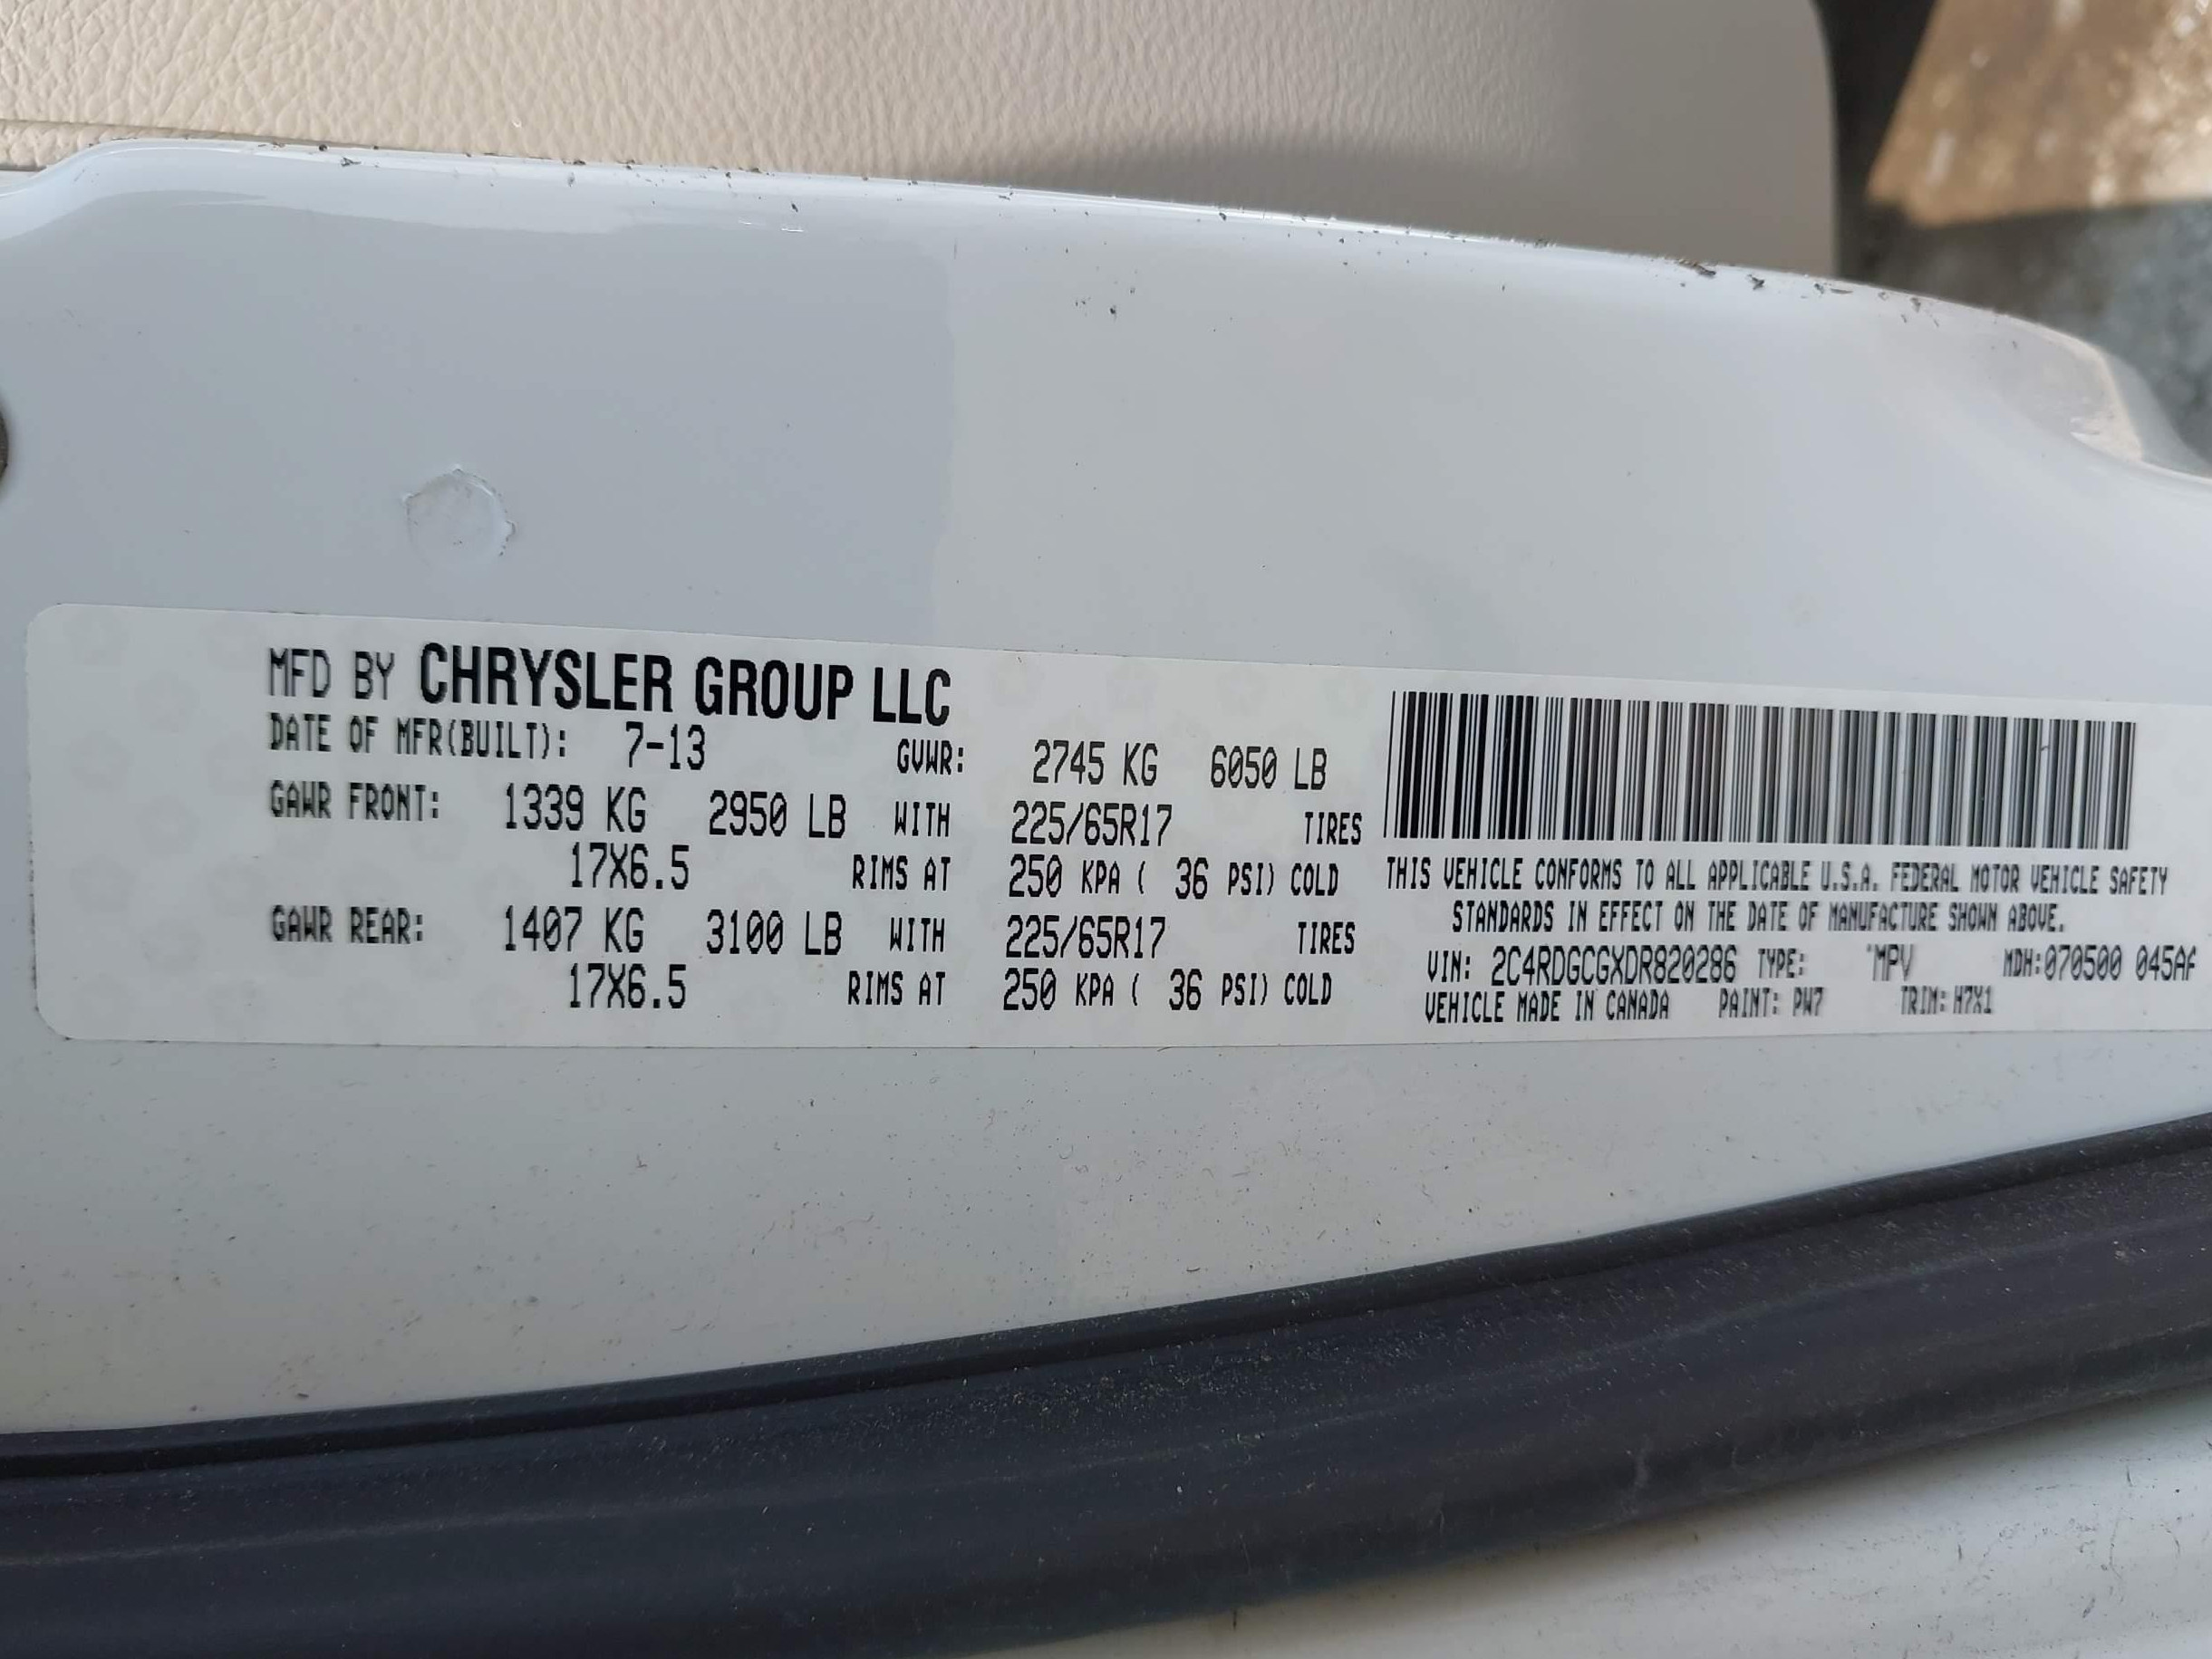 MFD BY CHRYSLER GROUP LLC
DATE OF MFR(BUILT): 7-13 GVWR: 2745 KG 6050 LB
GAWR FRONT: 1339 KG 2950 LB WITH 225/65R17 TIRES
17X6.5 RIMS AT 250 KPA ( 36 PSI) COLD
GAWR REAR: 1407 KG 3100 LB WITH 225/65R17 TIRES
17X6.5 RIMS AT 250 KPA ( 36 PSI) COLD
THIS VEHICLE CONFORMS TO ALL APPLICABLE U.S.A. FEDERAL MOTOR VEHICLE SAFETY
STANDARDS IN EFFECT ON THE DATE OF MANUFACTURE SHOWN ABOVE.
VIN: 2C4RDGCGXDR820286 TYPE: MPV MDH:070500
VEHICLE MADE IN CANADA PAINT: PW7 TRIM: H7X1